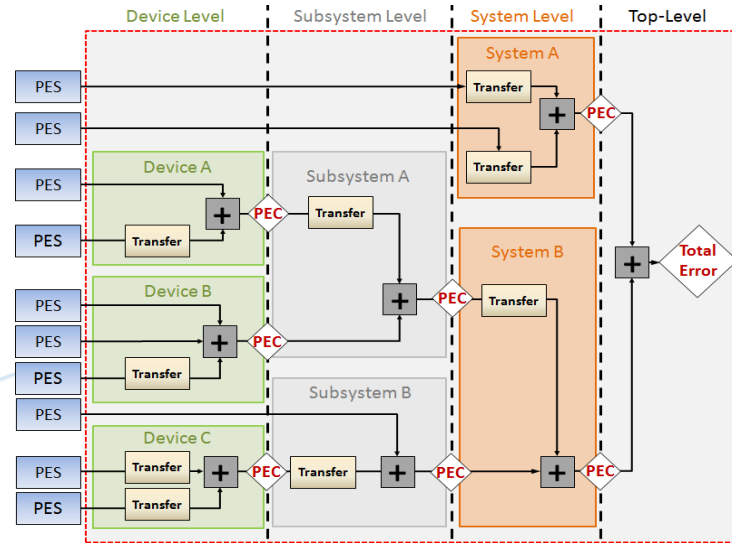 Device Level
Subsystem Level
System Level
Top-Level
System A
PES
Transfer
PEC
PES
Transfer
Device A
Subsystem A
PES
PEC
Transfer
PES
Transfer
System B
Total
Error
Device B
PES
PEC
Transfer
PES
PEC
PES
Transfer
PES
Subsystem B
Device C
PES
Transfer
PEC
Transfer
PEC
PEC
PES
Transfer